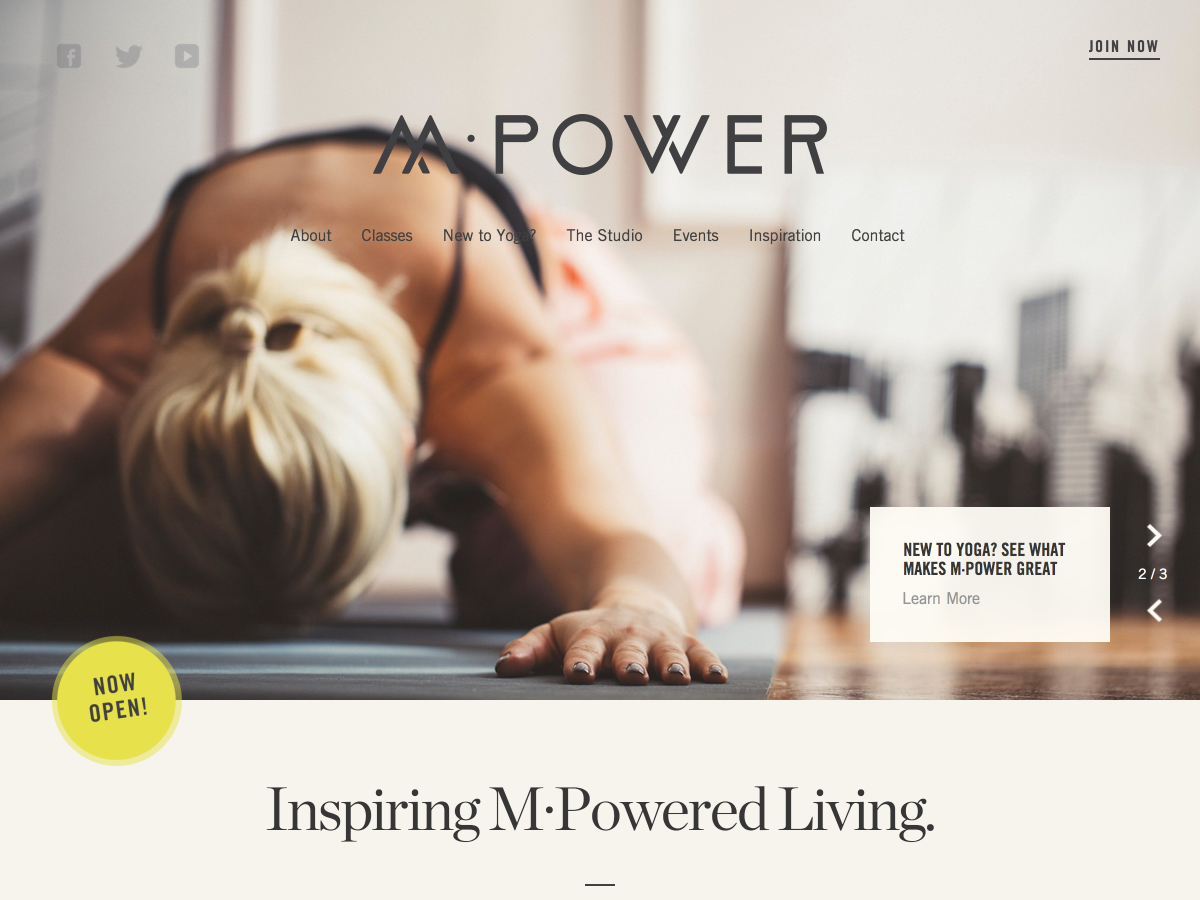 JOIN NOW
M·POWER
About Classes New to Yoga? The Studio Events Inspiration Contact
NEW TO YOGA? SEE WHAT
MAKES M·POWER GREAT
Learn More
2 / 3
NOW
OPEN!
Inspiring M·Powered Living.